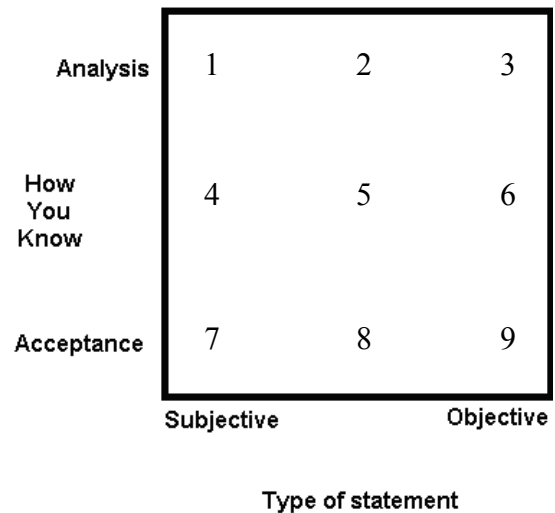 Analysis 1 2 3
How
You
Know
4 5 6
Acceptance 7 8 9
Subjective Objective
Type of statement